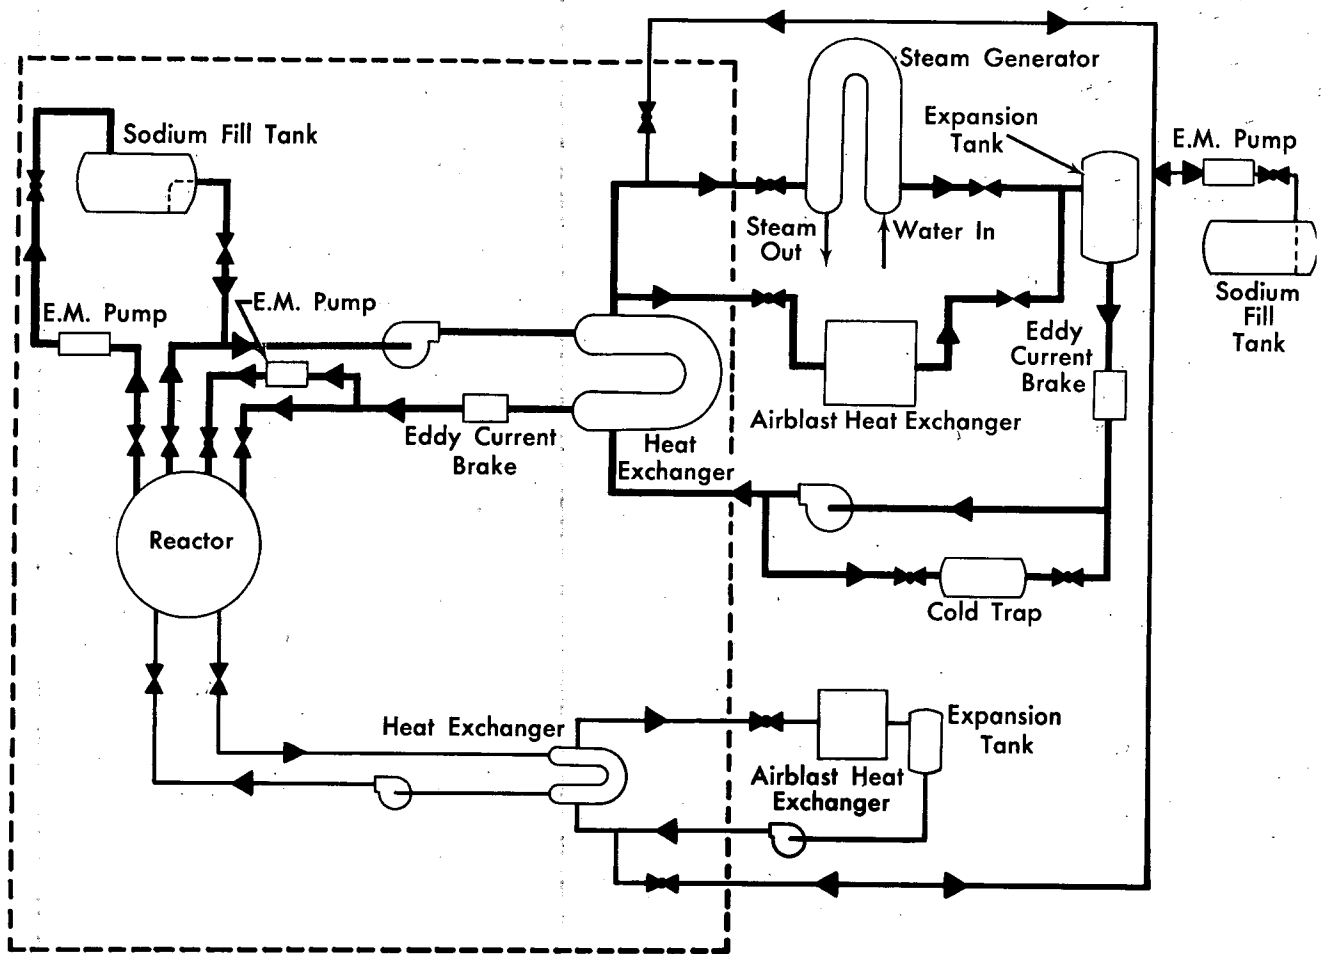 Steam Generator
Expansion
Tank
E.M. Pump
Sodium Fill Tank
Steam
Out
Water In
Sodium
Fill
Tank
E.M. Pump
E.M. Pump
Eddy
Current
Brake
Airblast Heat Exchanger
Eddy Current
Brake
Heat
Exchanger
Reactor
Cold Trap
Heat Exchanger
Expansion
Tank
Airblast Heat
Exchanger